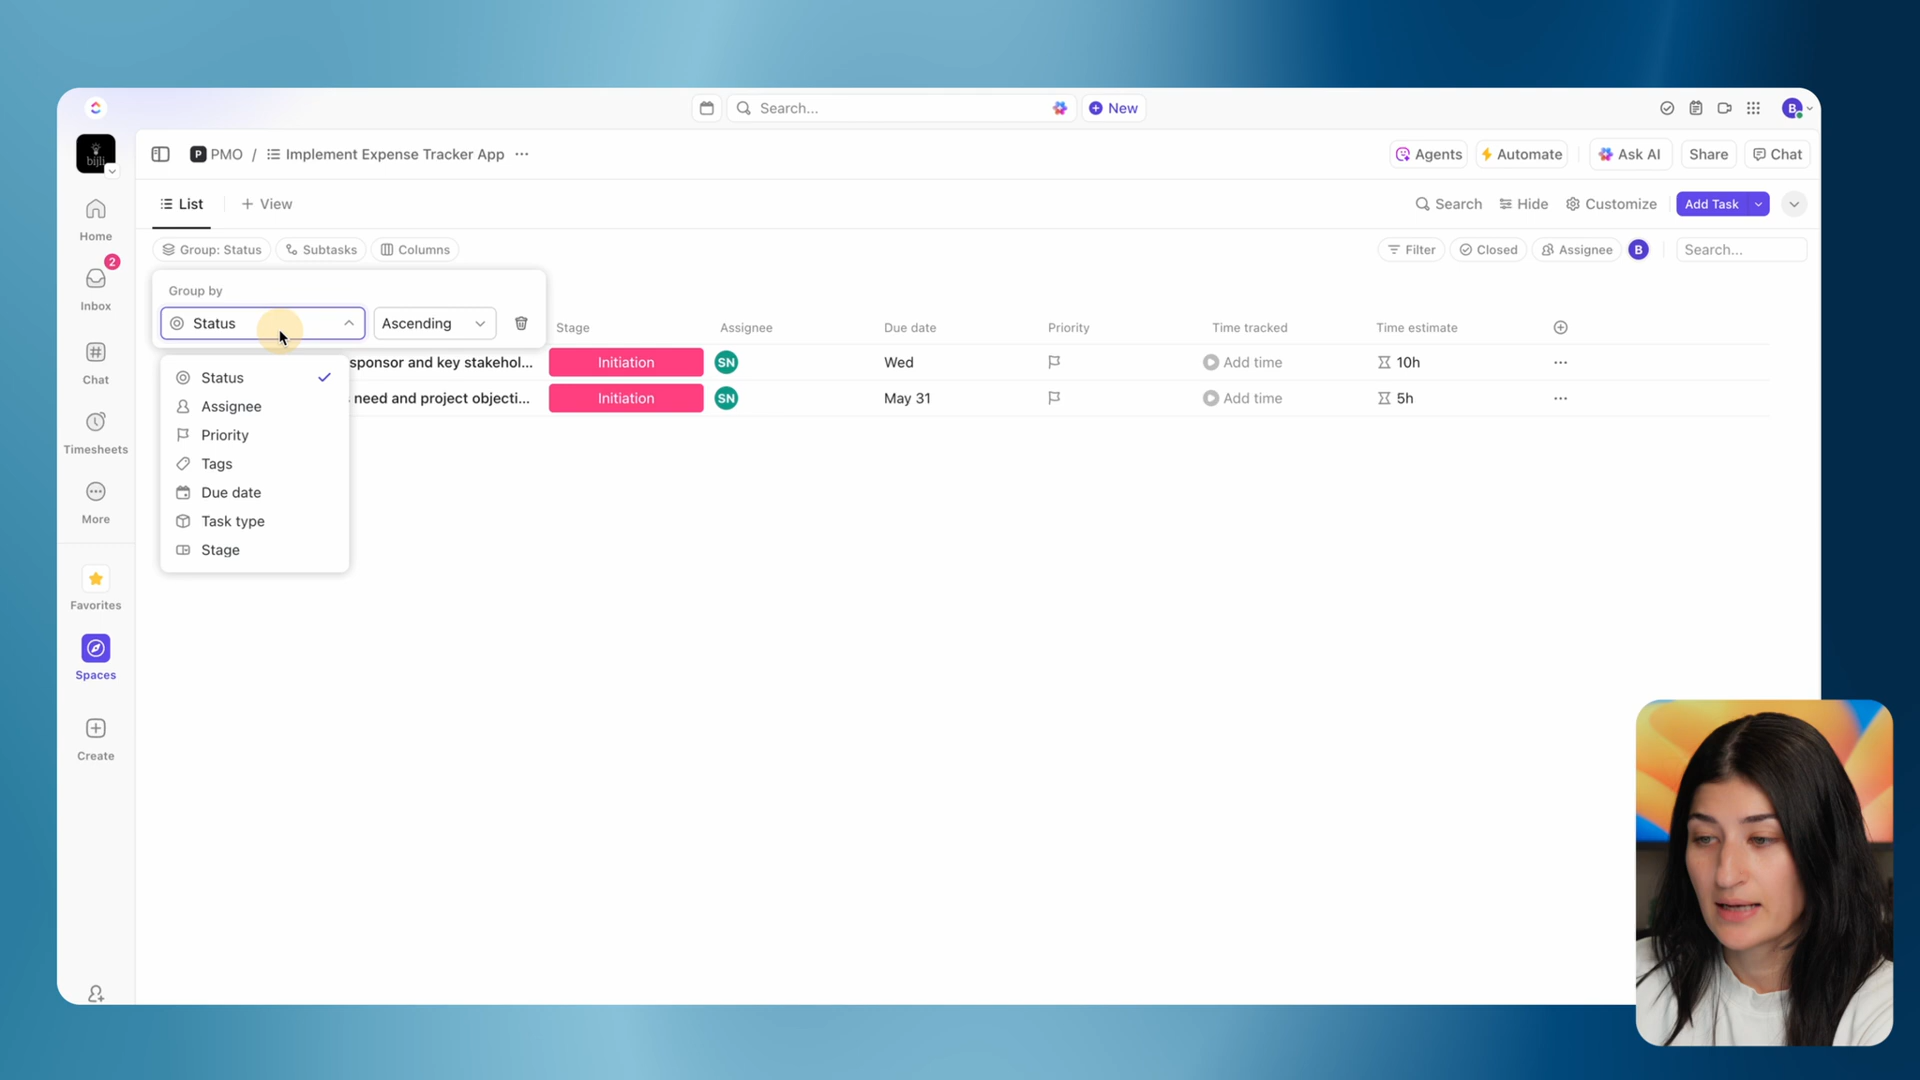 Search...
New
B
bijli
P PMO / Implement Expense Tracker App ...
Agents
Automate
Ask AI
Share
Chat
List
+ View
Search
Hide
Customize
Add Task
Group: Status
Subtasks
Columns
Filter
Closed
Assignee
B
Search...
Home
2
Inbox
Chat
Timesheets
More
Favorites
Spaces
Create
Group by
Status
Ascending
Status
Assignee
Priority
Tags
Due date
Task type
Stage
Stage
Assignee
Due date
Priority
Time tracked
Time estimate
sponsor and key stakehol...
Initiation
SN
Wed
Add time
10h
need and project objecti...
Initiation
SN
May 31
Add time
5h